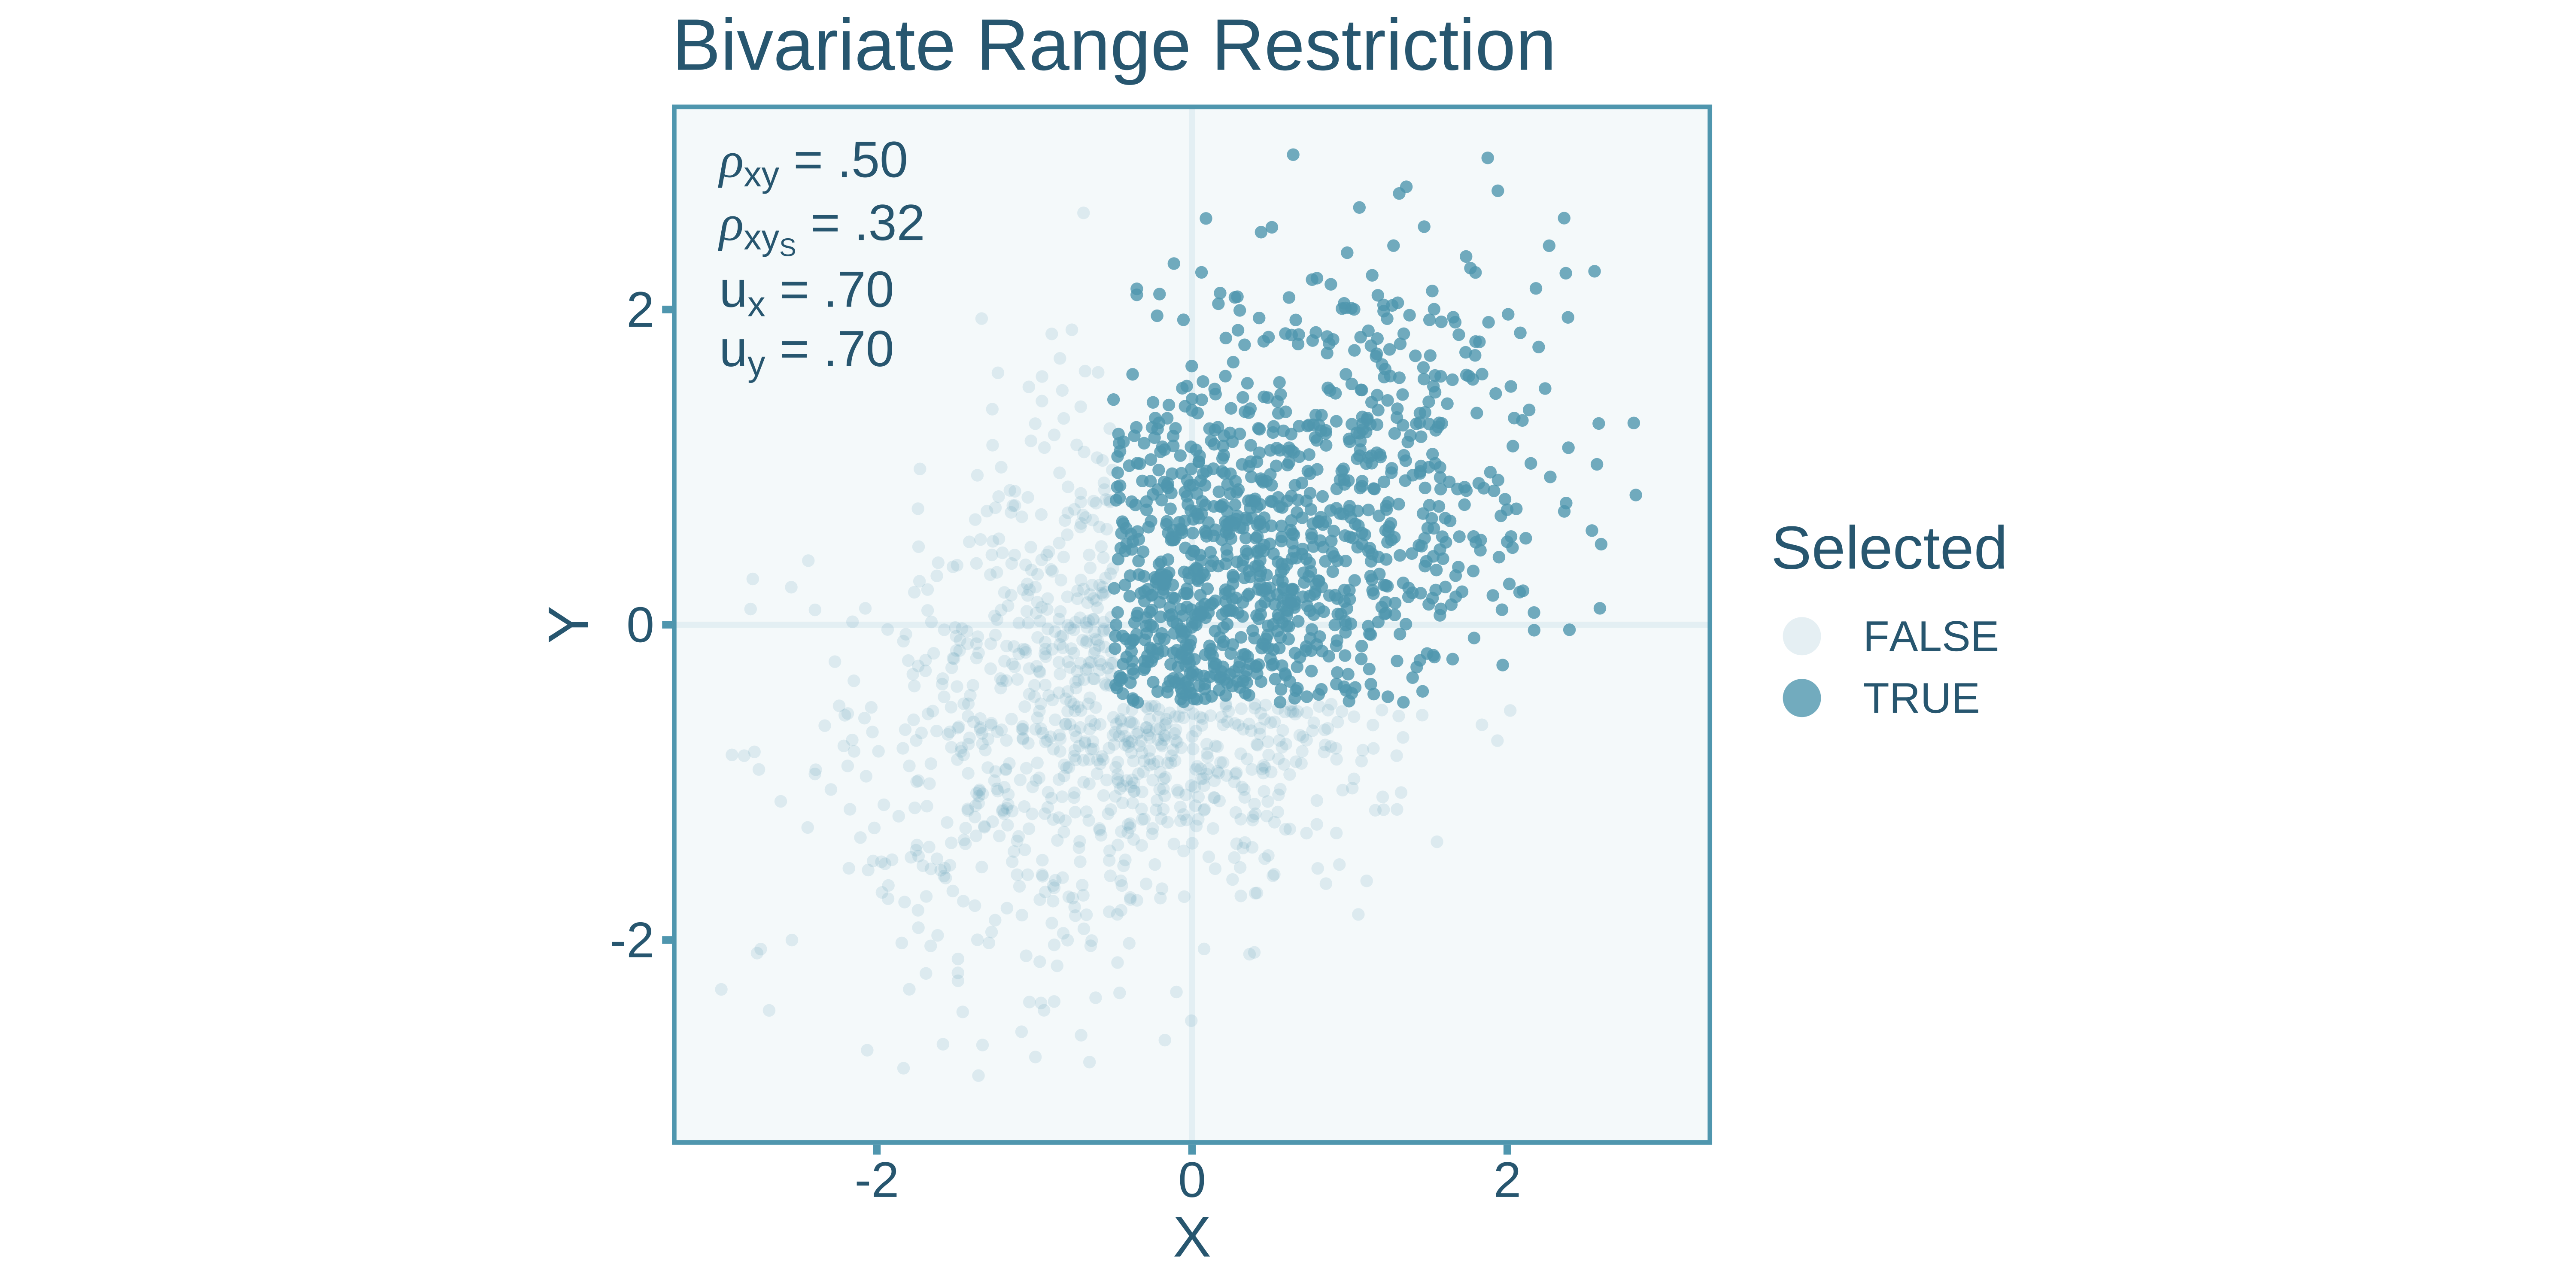 Bivariate Range Restriction
ρxy = .50
ρxyS = .32
ux = .70
uy = .70
2
0
-2
Y
-2 0 2
X
Selected
FALSE
TRUE